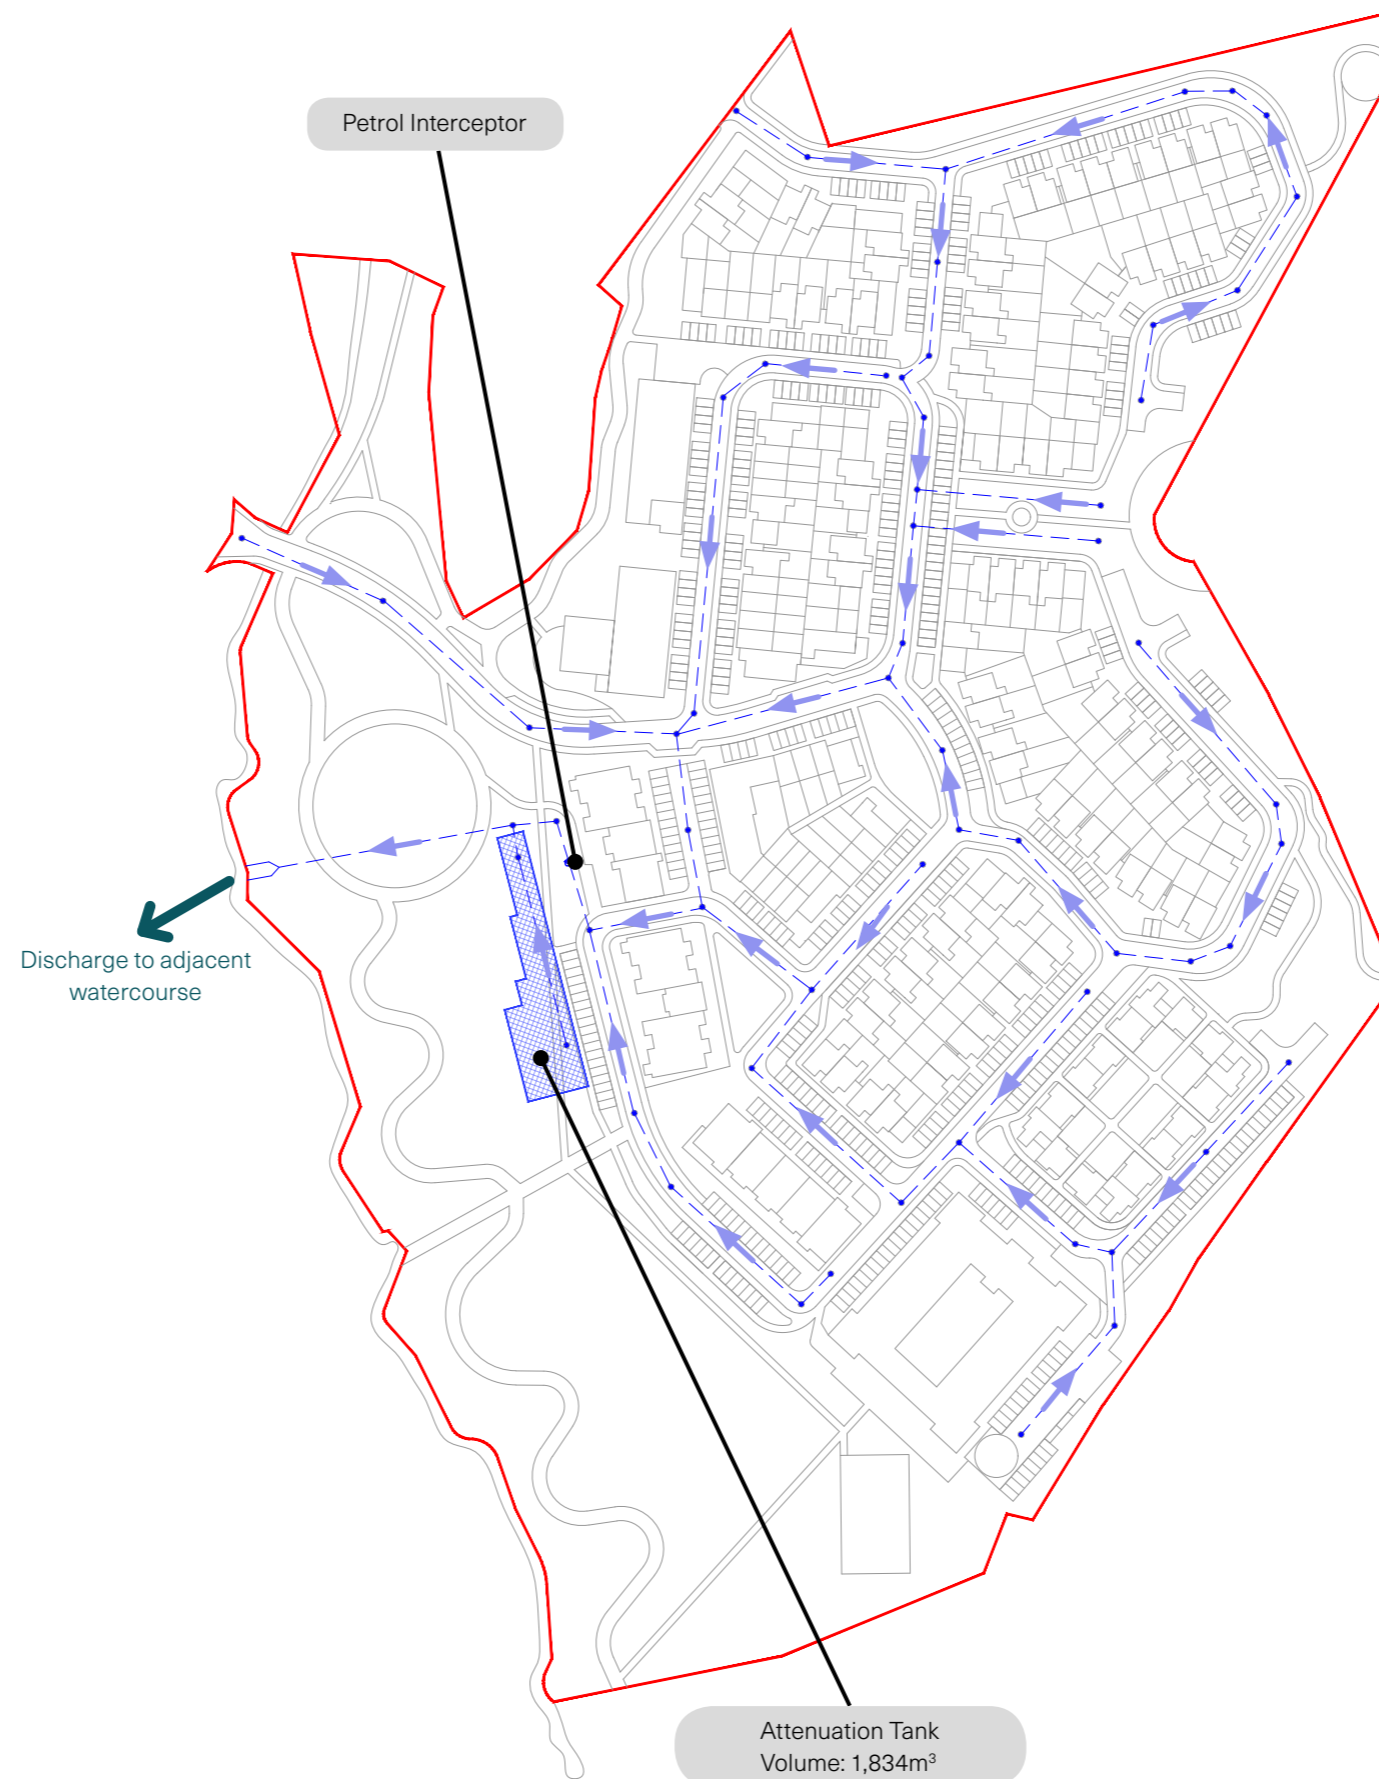 Petrol Interceptor
Discharge to adjacent
watercourse
Attenuation Tank
Volume: 1,834m³